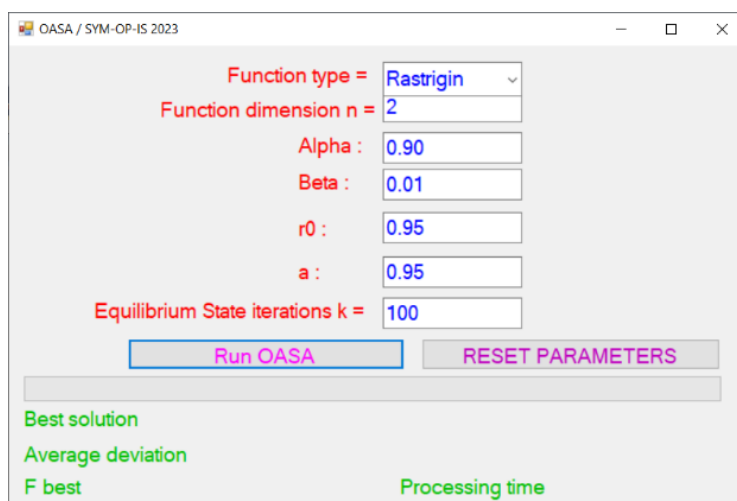 OASA / SYM-OP-IS 2023
Function type = Rastrigin
Function dimension n = 2
Alpha : 0.90
Beta : 0.01
r0 : 0.95
a : 0.95
Equilibrium State iterations k = 100
Run OASA RESET PARAMETERS
Best solution
Average deviation
F best Processing time